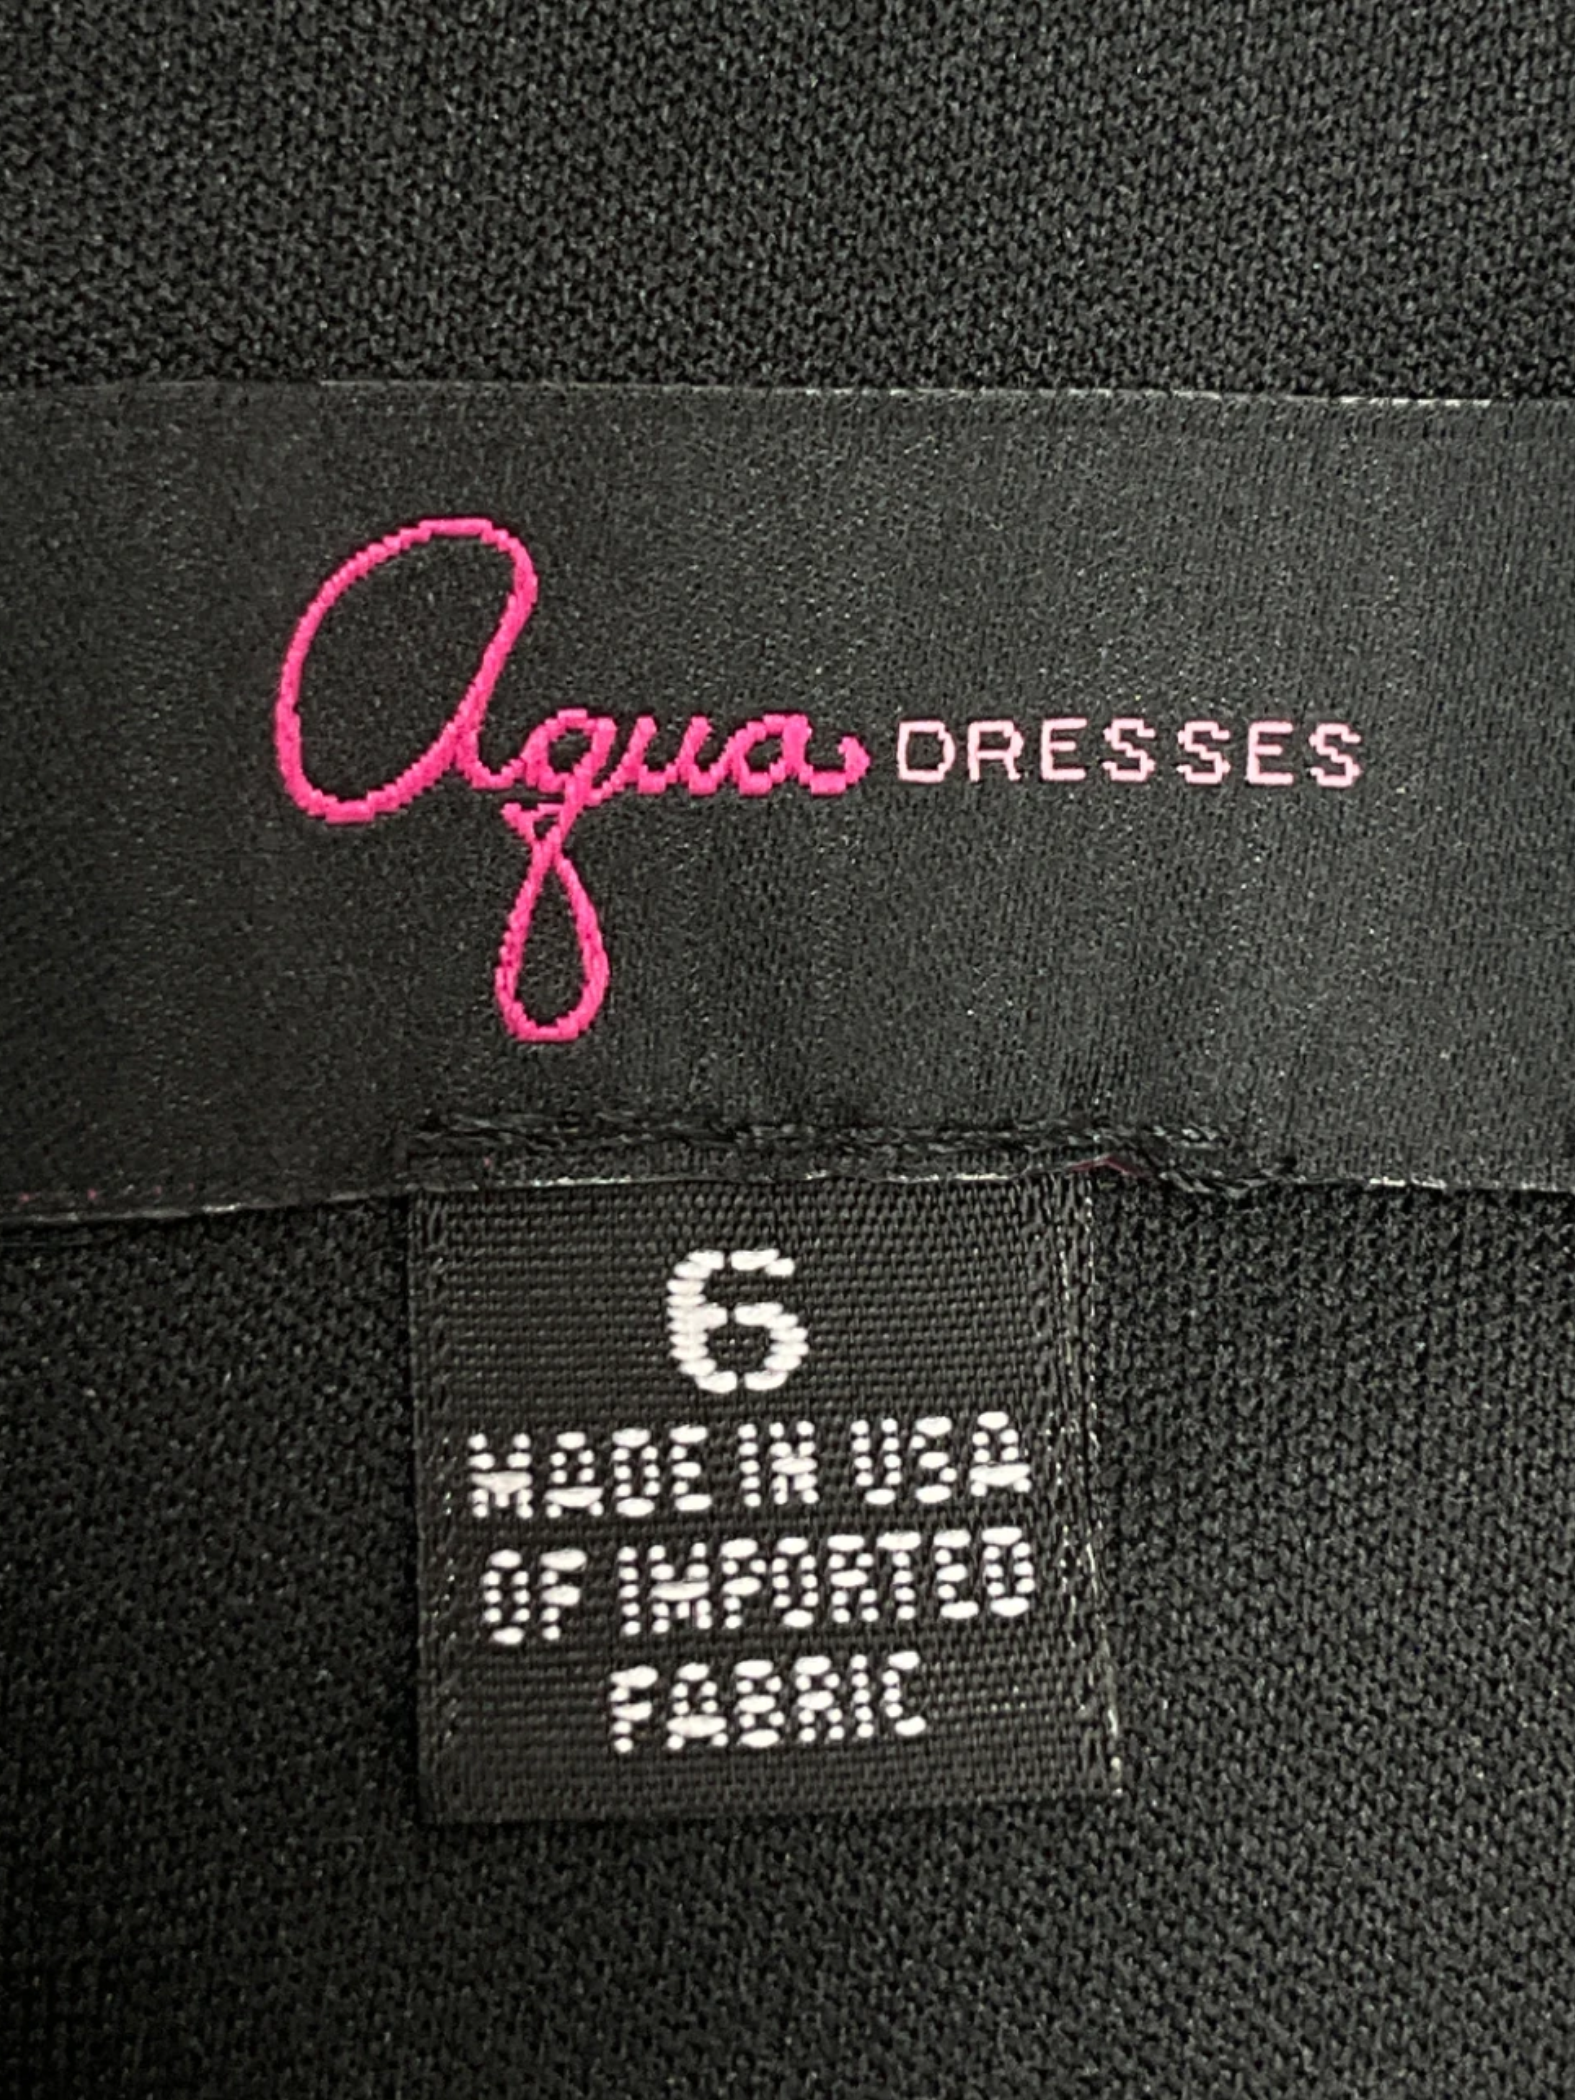 Aqua DRESSES
6
MADE IN USA
OF IMPORTED
FABRIC